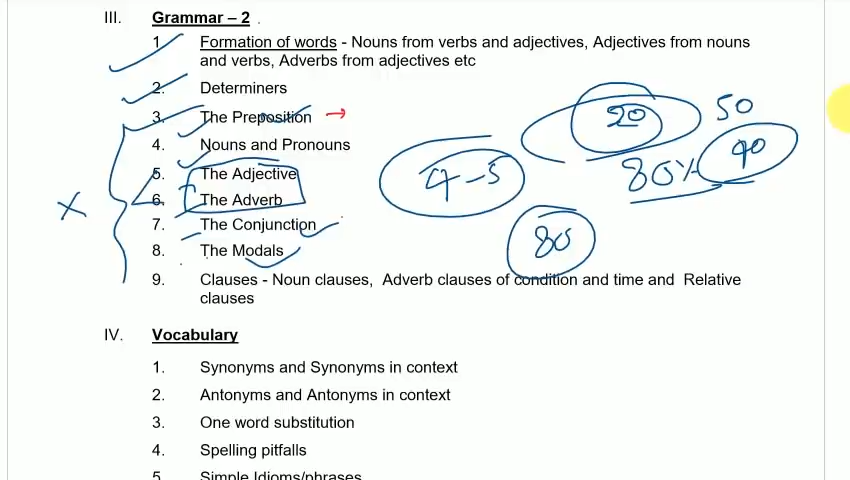 III. Grammar – 2
1. Formation of words - Nouns from verbs and adjectives, Adjectives from nouns
and verbs, Adverbs from adjectives etc
2. Determiners
3. The Preposition
4. Nouns and Pronouns
5. The Adjective
6. The Adverb
7. The Conjunction
8. The Modals
9. Clauses - Noun clauses, Adverb clauses of condition and time and Relative
clauses
20 50
4-5 80% 40
80
IV. Vocabulary
1. Synonyms and Synonyms in context
2. Antonyms and Antonyms in context
3. One word substitution
4. Spelling pitfalls
5. Simple Idioms/phrases